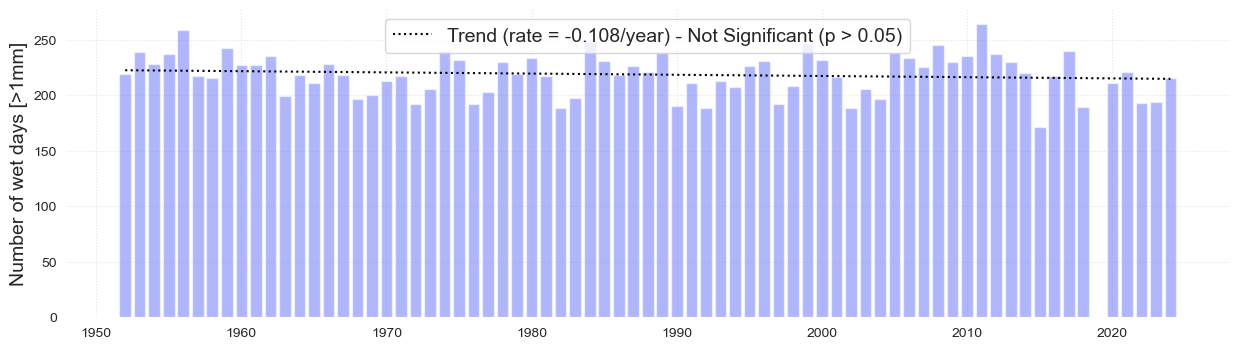 Trend (rate = -0.108/year) - Not Significant (p > 0.05)
Number of wet days [>1mm]
250
200
150
100
50
0
1950 1960 1970 1980 1990 2000 2010 2020